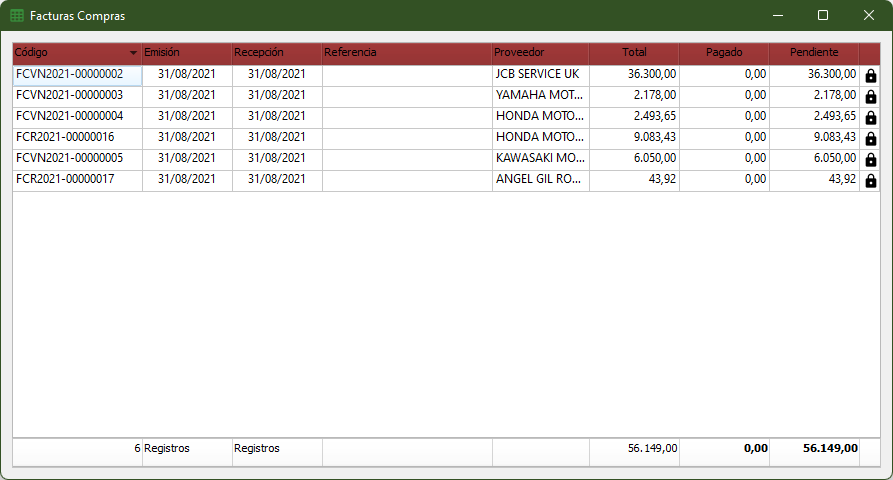 Facturas Compras
Código Emisión Recepción Referencia Proveedor Total Pagado Pendiente
FCVN2021-00000002 31/08/2021 31/08/2021 JCB SERVICE UK 36.300,00 0,00 36.300,00
FCVN2021-00000003 31/08/2021 31/08/2021 YAMAHA MOT... 2.178,00 0,00 2.178,00
FCVN2021-00000004 31/08/2021 31/08/2021 HONDA MOTO... 2.493,65 0,00 2.493,65
FCR2021-00000016 31/08/2021 31/08/2021 HONDA MOTO... 9.083,43 0,00 9.083,43
FCVN2021-00000005 31/08/2021 31/08/2021 KAWASAKI MO... 6.050,00 0,00 6.050,00
FCR2021-00000017 31/08/2021 31/08/2021 ANGEL GIL RO... 43,92 0,00 43,92
6 Registros Registros 56.149,00 0,00 56.149,00